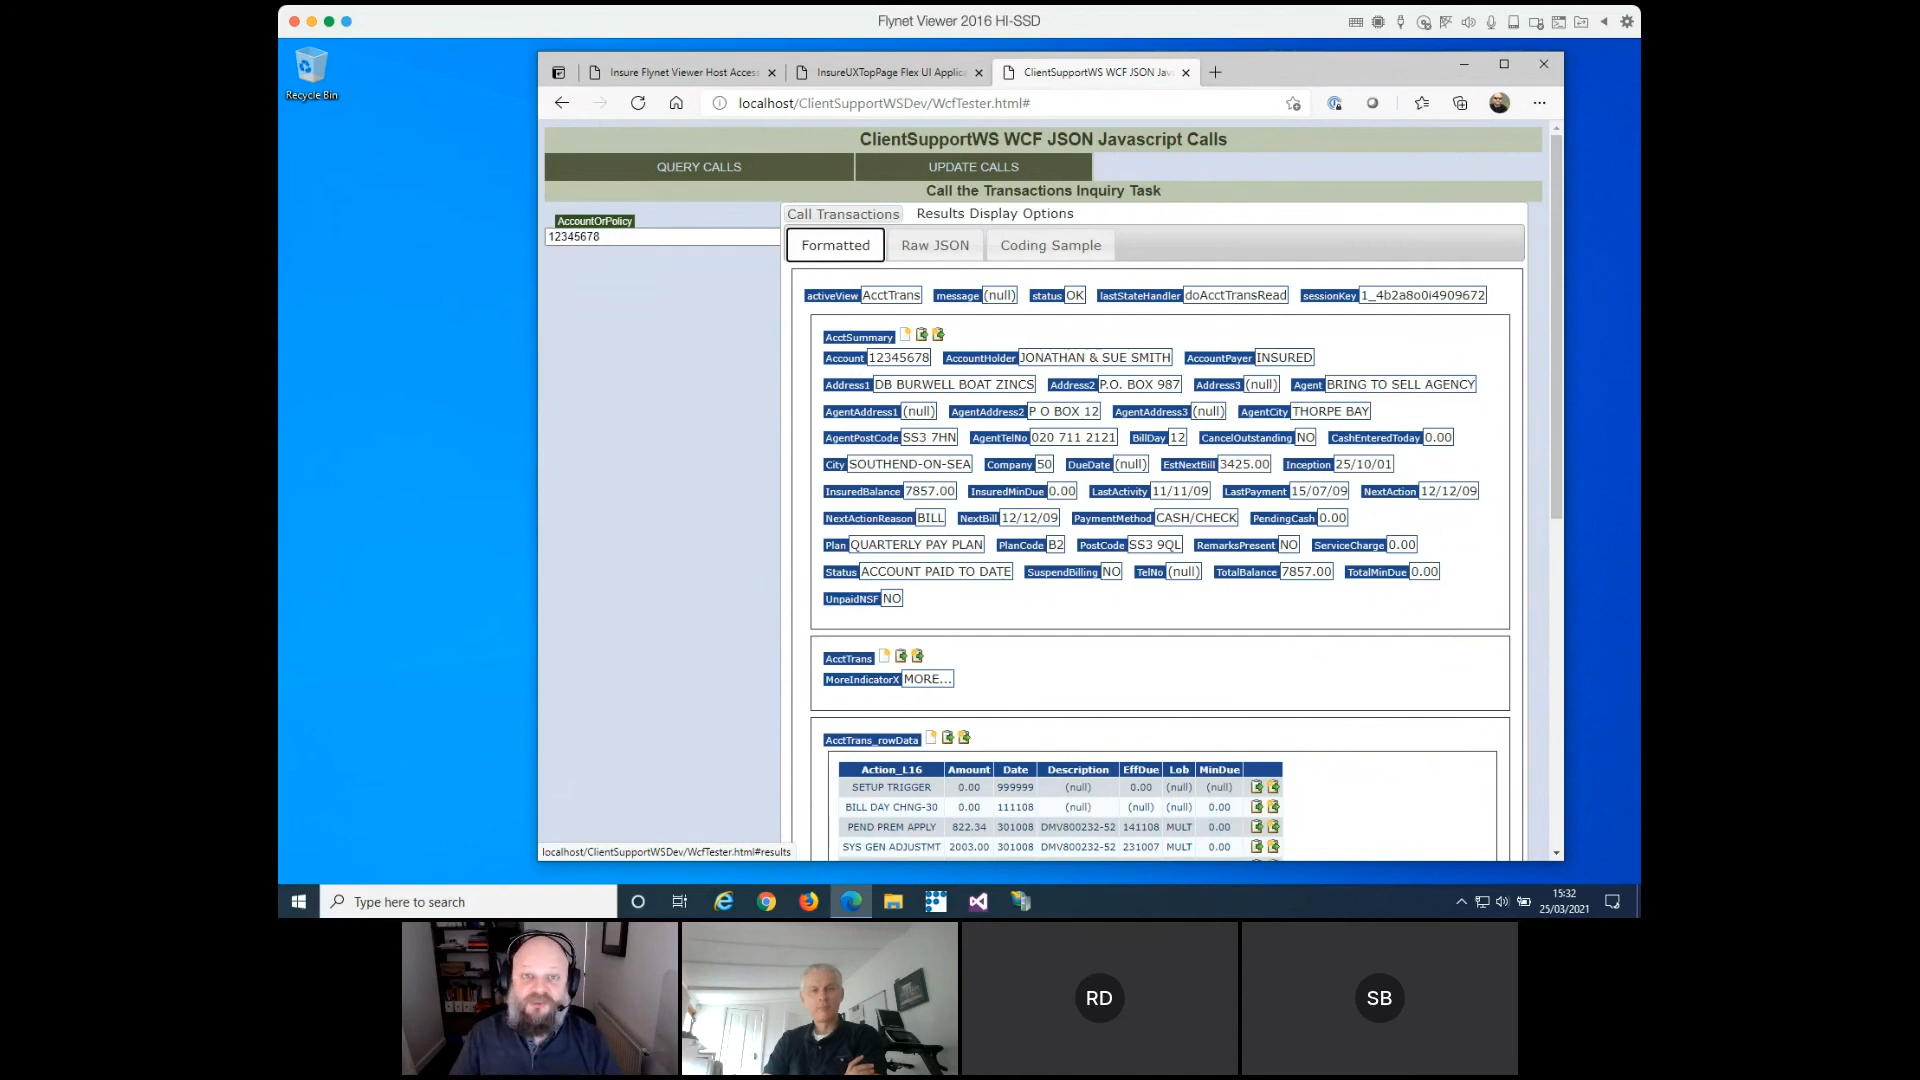 Flynet Viewer 2016 HI-SSD
Recycle Bin
Insure Flynet Viewer Host Access
InsureUXTopPage Flex UI Applic
ClientSupportWS WCF JSON Jav
localhost/ClientSupportWSDev/WcfTester.html#
ClientSupportWS WCF JSON Javascript Calls
QUERY CALLS UPDATE CALLS
Call the Transactions Inquiry Task
AccountOrPolicy
12345678
Call Transactions Results Display Options
Formatted Raw JSON Coding Sample
activeView AcctTrans message (null) status OK lastStateHandler doAcctTransRead sessionKey 1_4b2a8o0i4909672
AcctSummary
Account 12345678 AccountHolder JONATHAN & SUE SMITH AccountPayer INSURED
Address1 DB BURWELL BOAT ZINCS Address2 P.O. BOX 987 Address3 (null) Agent BRING TO SELL AGENCY
AgentAddress1 (null) AgentAddress2 P O BOX 12 AgentAddress3 (null) AgentCity THORPE BAY
AgentPostCode SS3 7HN AgentTelNo 020 711 2121 BillDay 12 CancelOutstanding NO CashEnteredToday 0.00
City SOUTHEND-ON-SEA Company 50 DueDate (null) EstNextBill 3425.00 Inception 25/10/01
InsuredBalance 7857.00 InsuredMinDue 0.00 LastActivity 11/11/09 LastPayment 15/07/09 NextAction 12/12/09
NextActionReason BILL NextBill 12/12/09 PaymentMethod CASH/CHECK PendingCash 0.00
Plan QUARTERLY PAY PLAN PlanCode B2 PostCode SS3 9QL RemarksPresent NO ServiceCharge 0.00
Status ACCOUNT PAID TO DATE SuspendBilling NO TelNo (null) TotalBalance 7857.00 TotalMinDue 0.00
UnpaidNSF NO
AcctTrans
MoreIndicatorX MORE...
AcctTrans_rowData
Action_L16 Amount Date Description EffDue Lob MinDue
SETUP TRIGGER 0.00 999999 (null) 0.00 (null) (null)
BILL DAY CHNG-30 0.00 111108 (null) (null) (null) 0.00
PEND PREM APPLY 822.34 301008 DMV800232-52 141108 MULT 0.00
SYS GEN ADJUSTMT 2003.00 301008 DMV800232-52 231007 MULT 0.00
localhost/ClientSupportWSDev/WcfTester.html#results
Type here to search
15:32
25/03/2021
RD
SB